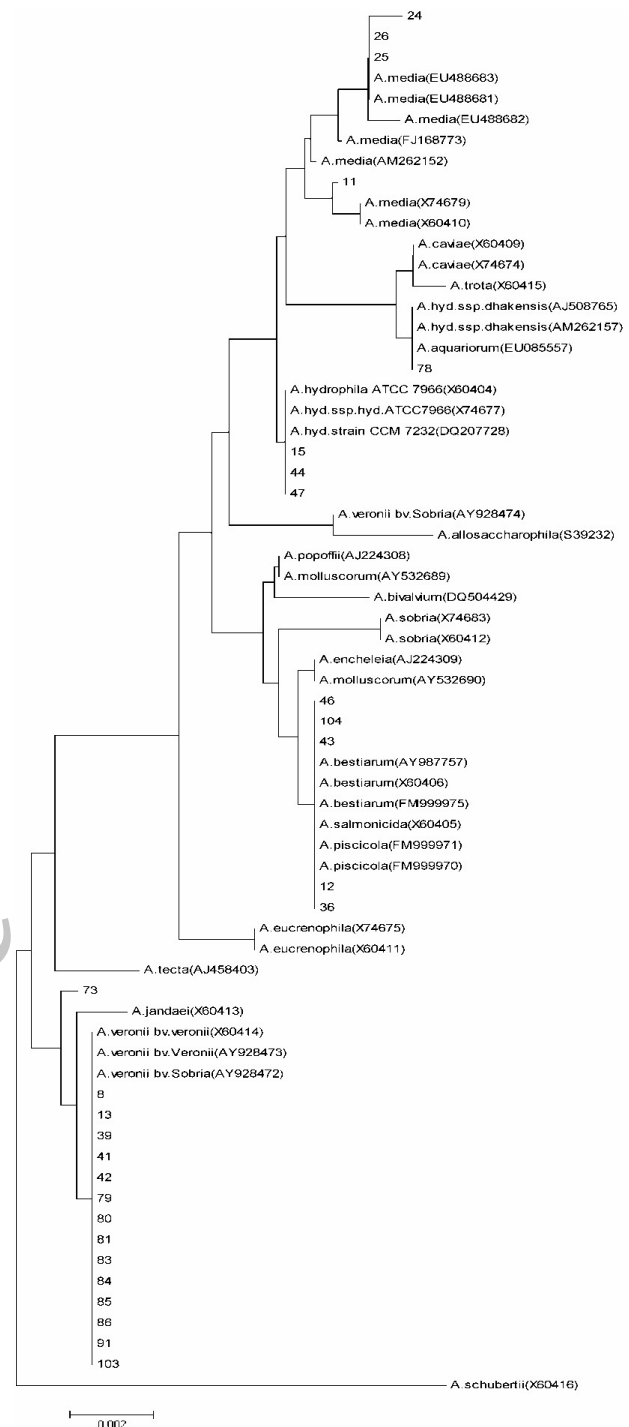 24
26
25
A.media(EU488683)
A.media(EU488681)
A.media(EU488682)
A.media(FJ168773)
A.media(AM262152)
11
A.media(X74679)
A.media(X60410)
A.caviae(X60409)
A.caviae(X74674)
A.trota(X60415)
A.hyd.ssp.dhakensis(AJ508765)
A.hyd.ssp.dhakensis(AM262157)
A.aquariorum(EU085557)
78
A.hydrophila ATCC 7966(X60404)
A.hyd.ssp.hyd.ATCC7966(X74677)
A.hyd.strain CCM 7232(DQ207728)
15
44
47
A.veronii bv.Sobria(AY928474)
A.allosaccharophila(S39232)
A.popoffii(AJ224308)
A.molluscorum(AY532689)
A.bivalvium(DQ504429)
A.sobria(X74683)
A.sobria(X60412)
A.encheleia(AJ224309)
A.molluscorum(AY532690)
46
104
43
A.bestiarum(AY987757)
A.bestiarum(X60406)
A.bestiarum(FM999975)
A.salmonicida(X60405)
A.piscicola(FM999971)
A.piscicola(FM999970)
12
36
A.eucrenophila(X74675)
A.eucrenophila(X60411)
A.tecta(AJ458403)
73
A.jandaei(X60413)
A.veronii bv.veronii(X60414)
A.veronii bv.Veronii(AY928473)
A.veronii bv.Sobria(AY928472)
8
13
39
41
42
79
80
81
83
84
85
86
91
103
A.schubertii(X60416)
0.002